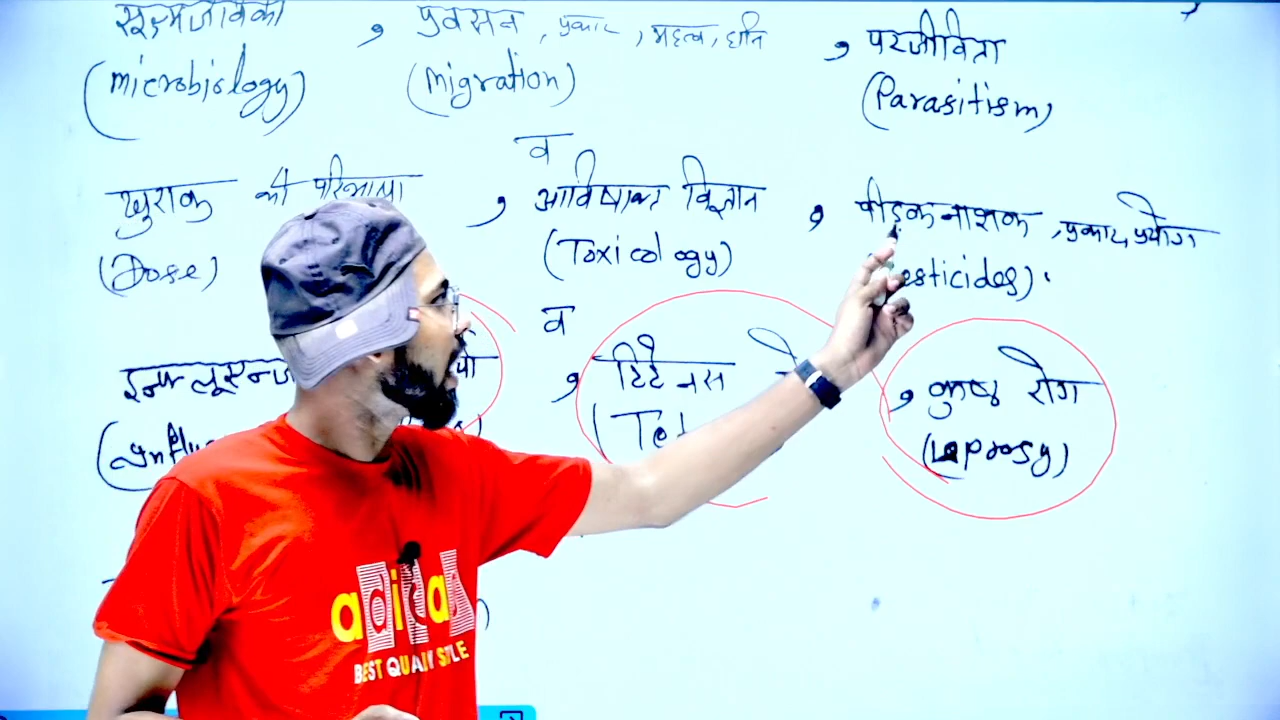 सूक्ष्मजैविकी , प्रवसन , प्रकार , महत्व , हानि , परजीविता
(microbiology) (Migration) (Parasitism)
व
खुराक की परिभाषा , आविषाक्त विज्ञान , पीड़कनाशक , प्रकार , प्रयोग
(Dose) (Toxicology) esticides) .
व
, टिटेनस , कुष्ठ रोग
(Leprosy)
adidas
BEST QUALITY STYLE